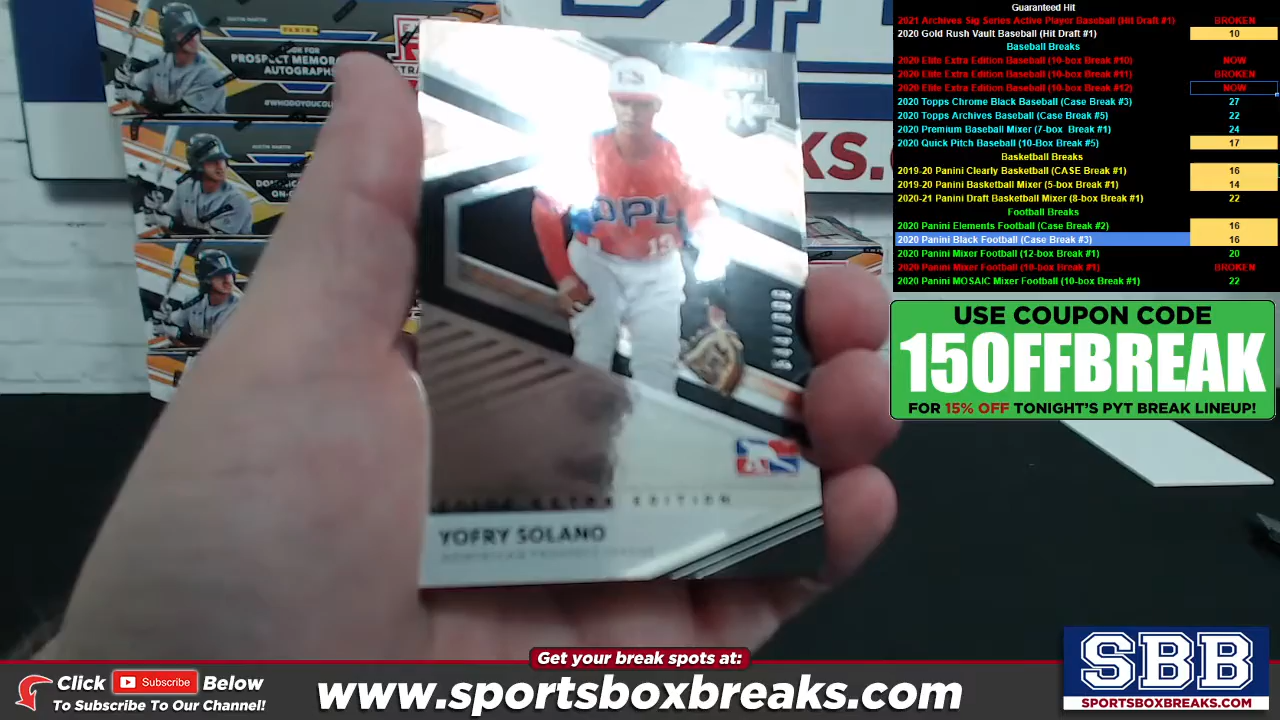 Guaranteed Hit
2021 Archives Sig Series Active Player Baseball (Hit Draft #1) BROKEN
2020 Gold Rush Vault Baseball (Hit Draft #1) 10
Baseball Breaks
2020 Elite Extra Edition Baseball (10-box Break #10) NOW
2020 Elite Extra Edition Baseball (10-box Break #11) BROKEN
2020 Elite Extra Edition Baseball (10-box Break #12) NOW
2020 Topps Chrome Black Baseball (Case Break #3) 27
2020 Topps Archives Baseball (Case Break #5) 22
2020 Premium Baseball Mixer (7-box Break #1) 24
2020 Quick Pitch Baseball (10-Box Break #5) 17
Basketball Breaks
2019-20 Panini Clearly Basketball (CASE Break #1) 16
2019-20 Panini Basketball Mixer (5-box Break #1) 14
2020-21 Panini Draft Basketball Mixer (8-box Break #1) 22
Football Breaks
2020 Panini Elements Football (Case Break #2) 16
2020 Panini Black Football (Case Break #3) 16
2020 Panini Mixer Football (12-box Break #1) 20
2020 Panini Mixer Football (18-box Break #1) BROKEN
2020 Panini MOSAIC Mixer Football (10-box Break #1) 22
USE COUPON CODE
15OFFBREAK
FOR 15% OFF TONIGHT'S PYT BREAK LINEUP!
PANINI
PROSPECT
AUTOGRAPHS
#WHODOYOUCOL
KS.
DPL
19
EXTRA EDITION
YOFRY SOLANO
Get your break spots at:
Click Subscribe Below
To Subscribe To Our Channel!
www.sportsboxbreaks.com
SBB
SPORTSBOXBREAKS.COM